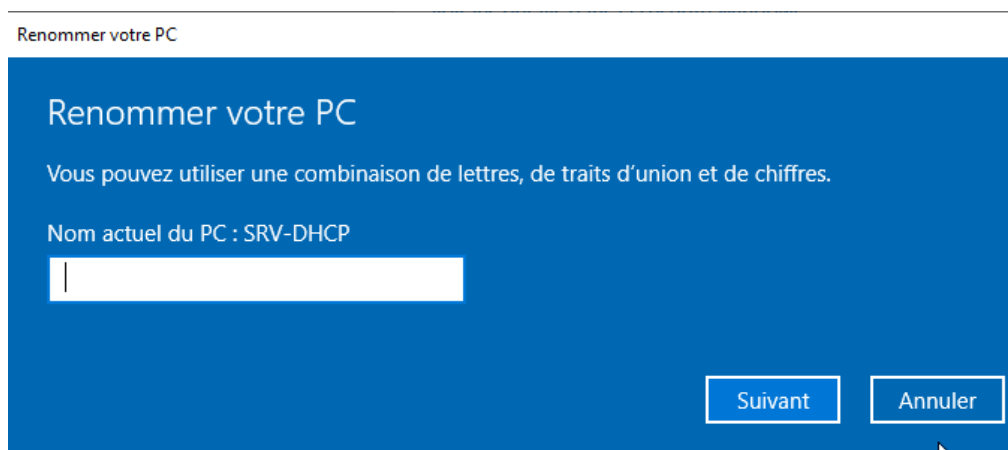 Renommer votre PC
Renommer votre PC
Vous pouvez utiliser une combinaison de lettres, de traits d’union et de chiffres.
Nom actuel du PC : SRV-DHCP
Suivant
Annuler